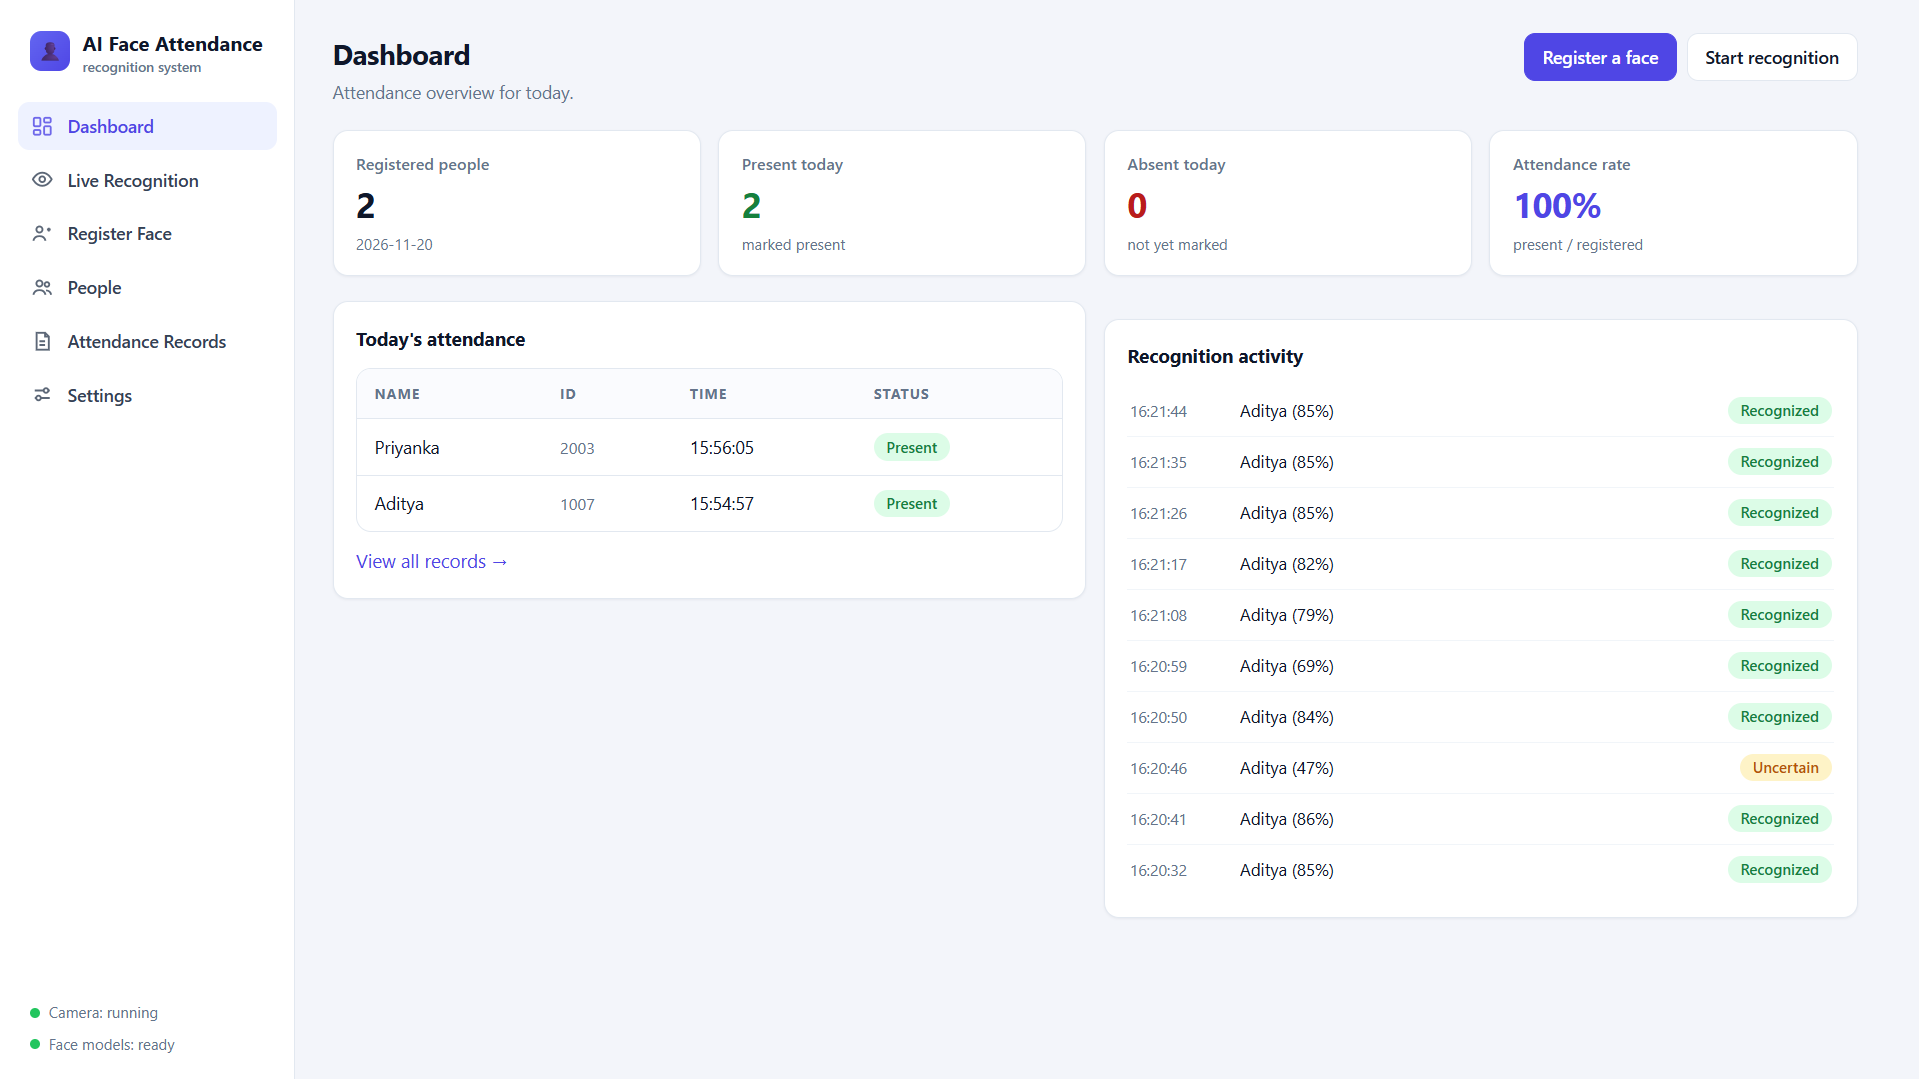 AI Face Attendance
recognition system
Dashboard
Live Recognition
Register Face
People
Attendance Records
Settings
Camera: running
Face models: ready
Dashboard
Attendance overview for today.
Register a face
Start recognition
Registered people
2
2026-11-20
Present today
2
marked present
Absent today
0
not yet marked
Attendance rate
100%
present / registered
Today's attendance
NAME ID TIME STATUS
Priyanka 2003 15:56:05 Present
Aditya 1007 15:54:57 Present
View all records →
Recognition activity
16:21:44 Aditya (85%) Recognized
16:21:35 Aditya (85%) Recognized
16:21:26 Aditya (85%) Recognized
16:21:17 Aditya (82%) Recognized
16:21:08 Aditya (79%) Recognized
16:20:59 Aditya (69%) Recognized
16:20:50 Aditya (84%) Recognized
16:20:46 Aditya (47%) Uncertain
16:20:41 Aditya (86%) Recognized
16:20:32 Aditya (85%) Recognized